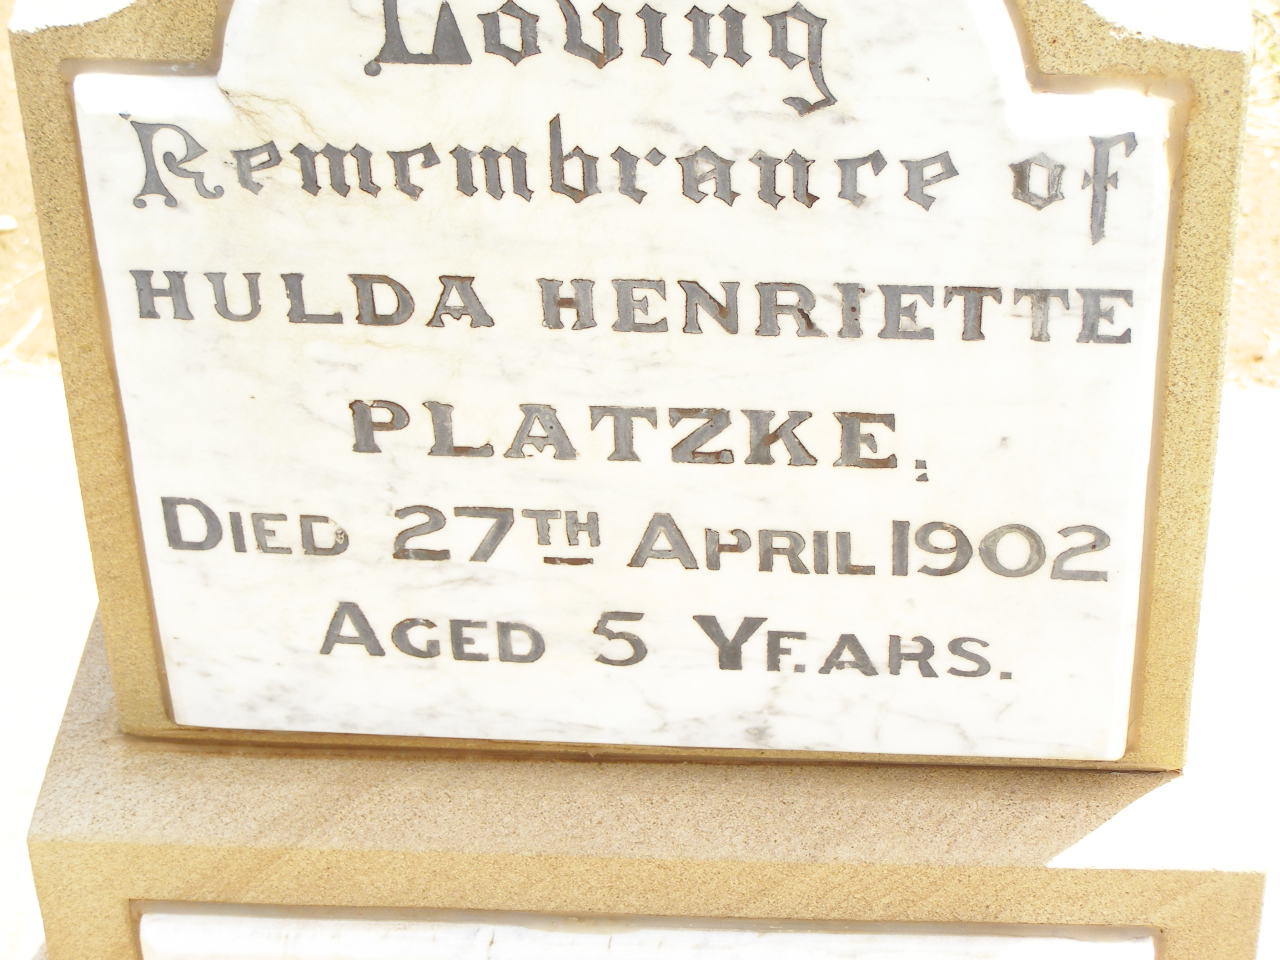 Loving
Remembrance of
HULDA HENRIETTE
PLATZKE.
DIED 27TH APRIL 1902
AGED 5 YEARS.